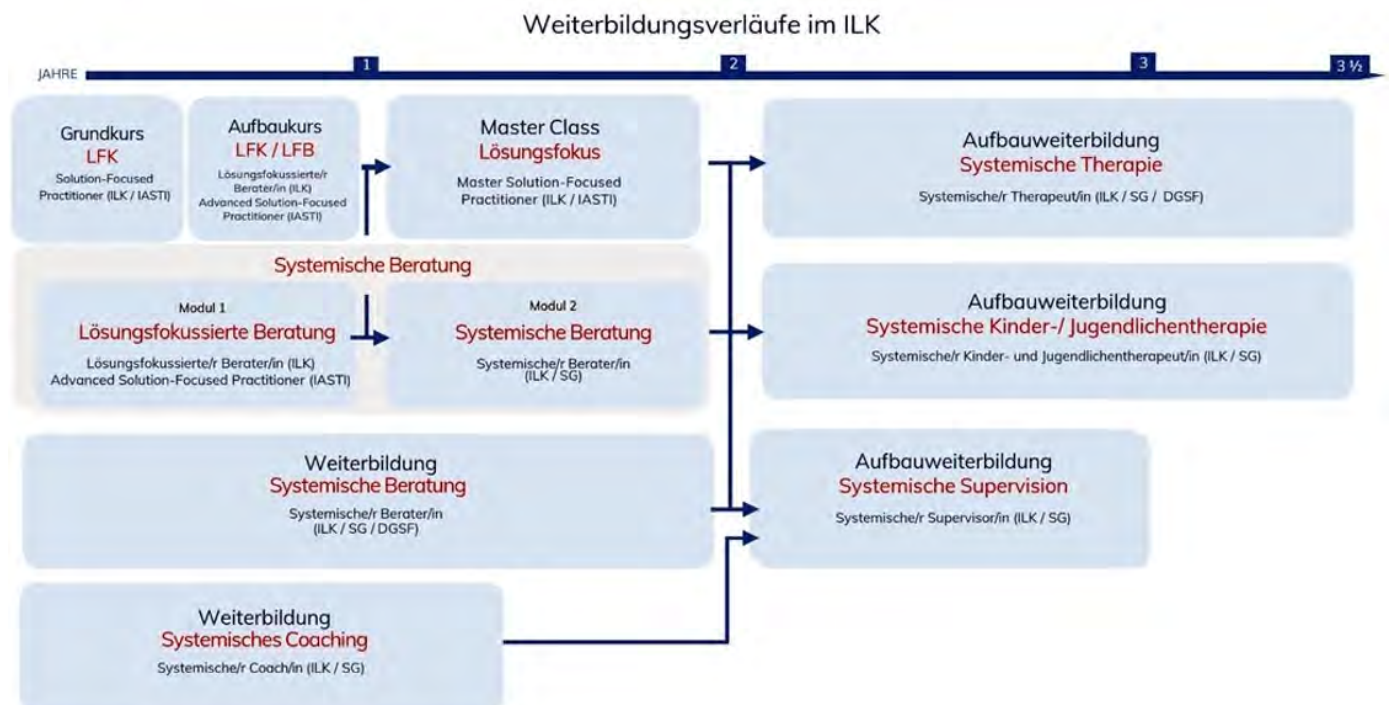 Weiterbildungsverläufe im ILK
JAHRE
1
2
3
3 ½
Grundkurs
LFK
Solution-Focused
Practitioner (ILK / IASTI)
Aufbaukurs
LFK / LFB
Lösungsfokussierte/r
Berater/in (ILK)
Advanced Solution-Focused
Practitioner (IASTI)
Master Class
Lösungsfokus
Master Solution-Focused
Practitioner (ILK / IASTI)
Aufbauweiterbildung
Systemische Therapie
Systemische/r Therapeut/in (ILK / SG / DGSF)
Systemische Beratung
Modul 1
Lösungsfokussierte Beratung
Lösungsfokussierte/r Berater/in (ILK)
Advanced Solution-Focused Practitioner (IASTI)
Modul 2
Systemische Beratung
Systemische/r Berater/in
(ILK / SG)
Aufbauweiterbildung
Systemische Kinder-/ Jugendlichentherapie
Systemische/r Kinder- und Jugendlichentherapeut/in (ILK / SG)
Weiterbildung
Systemische Beratung
Systemische/r Berater/in
(ILK / SG / DGSF)
Aufbauweiterbildung
Systemische Supervision
Systemische/r Supervisor/in (ILK / SG)
Weiterbildung
Systemisches Coaching
Systemische/r Coach/in (ILK / SG)